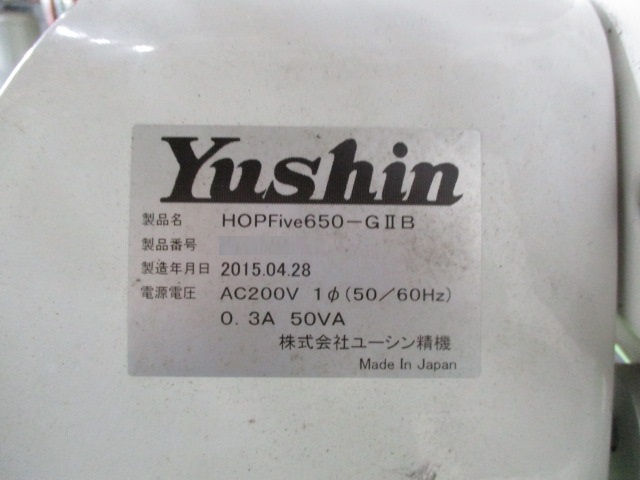 Yushin
製品名 HOPFive650-GⅡB
製品番号
製造年月日 2015.04.28
電源電圧 AC200V 1φ(50/60Hz)
0.3A 50VA
株式会社ユーシン精機
Made In Japan